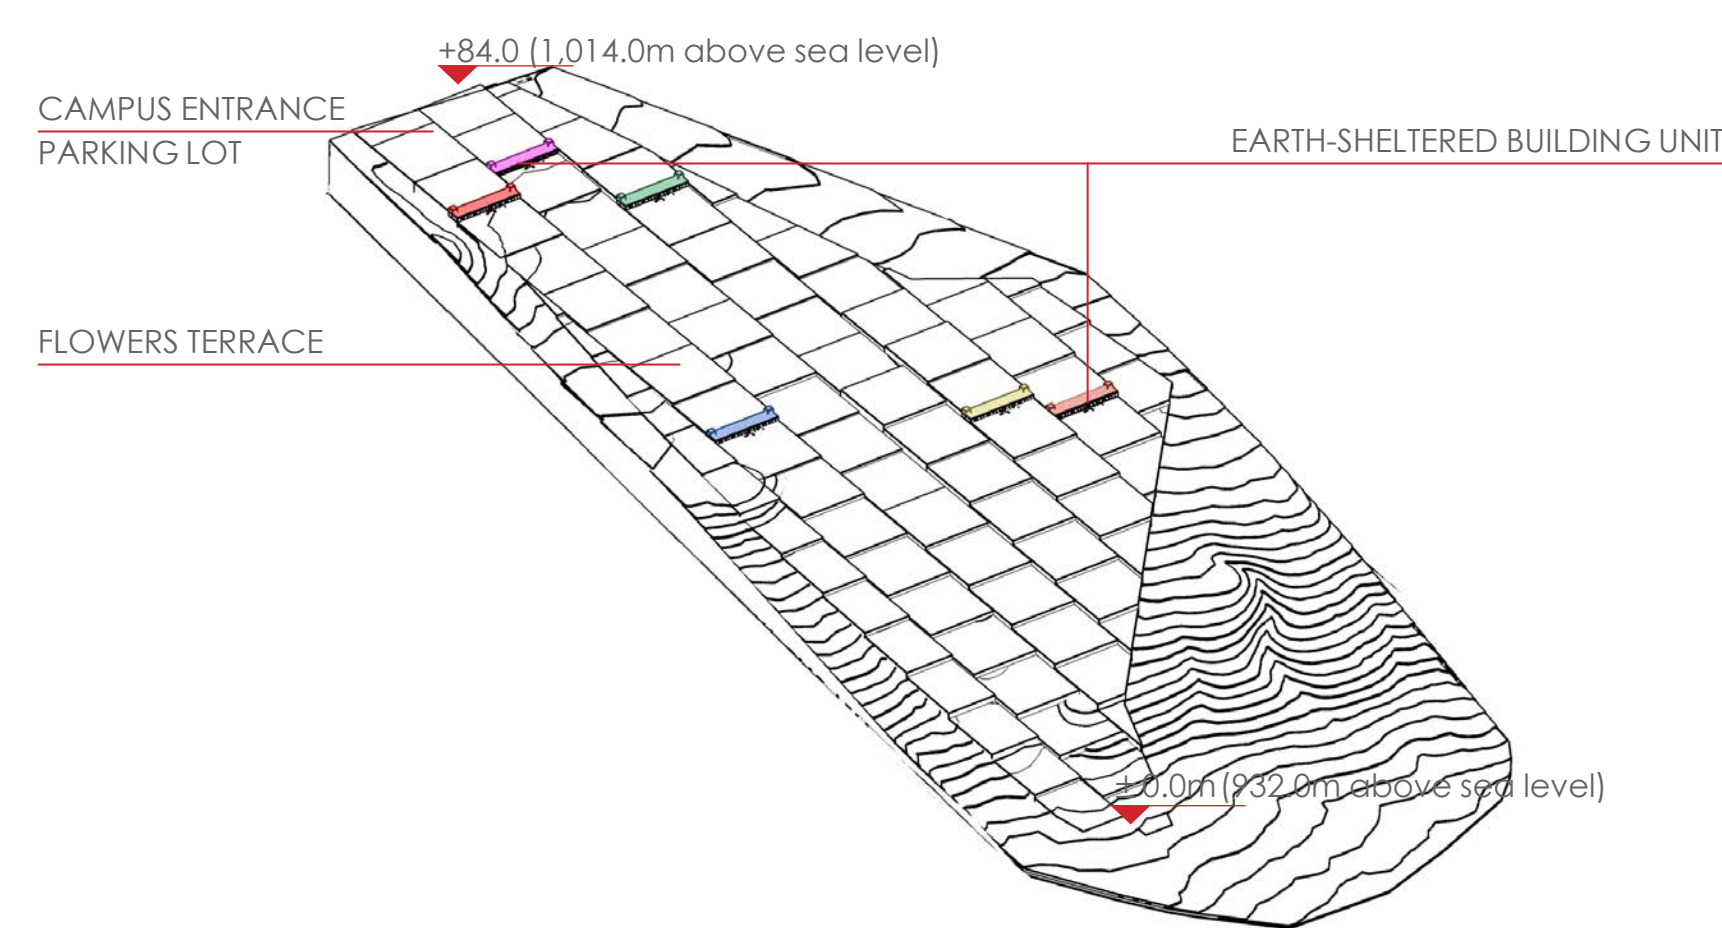 +84.0 (1,014.0m above sea level)
CAMPUS ENTRANCE
PARKING LOT
EARTH-SHELTERED BUILDING UNIT
FLOWERS TERRACE
±0.0m (932.0m above sea level)